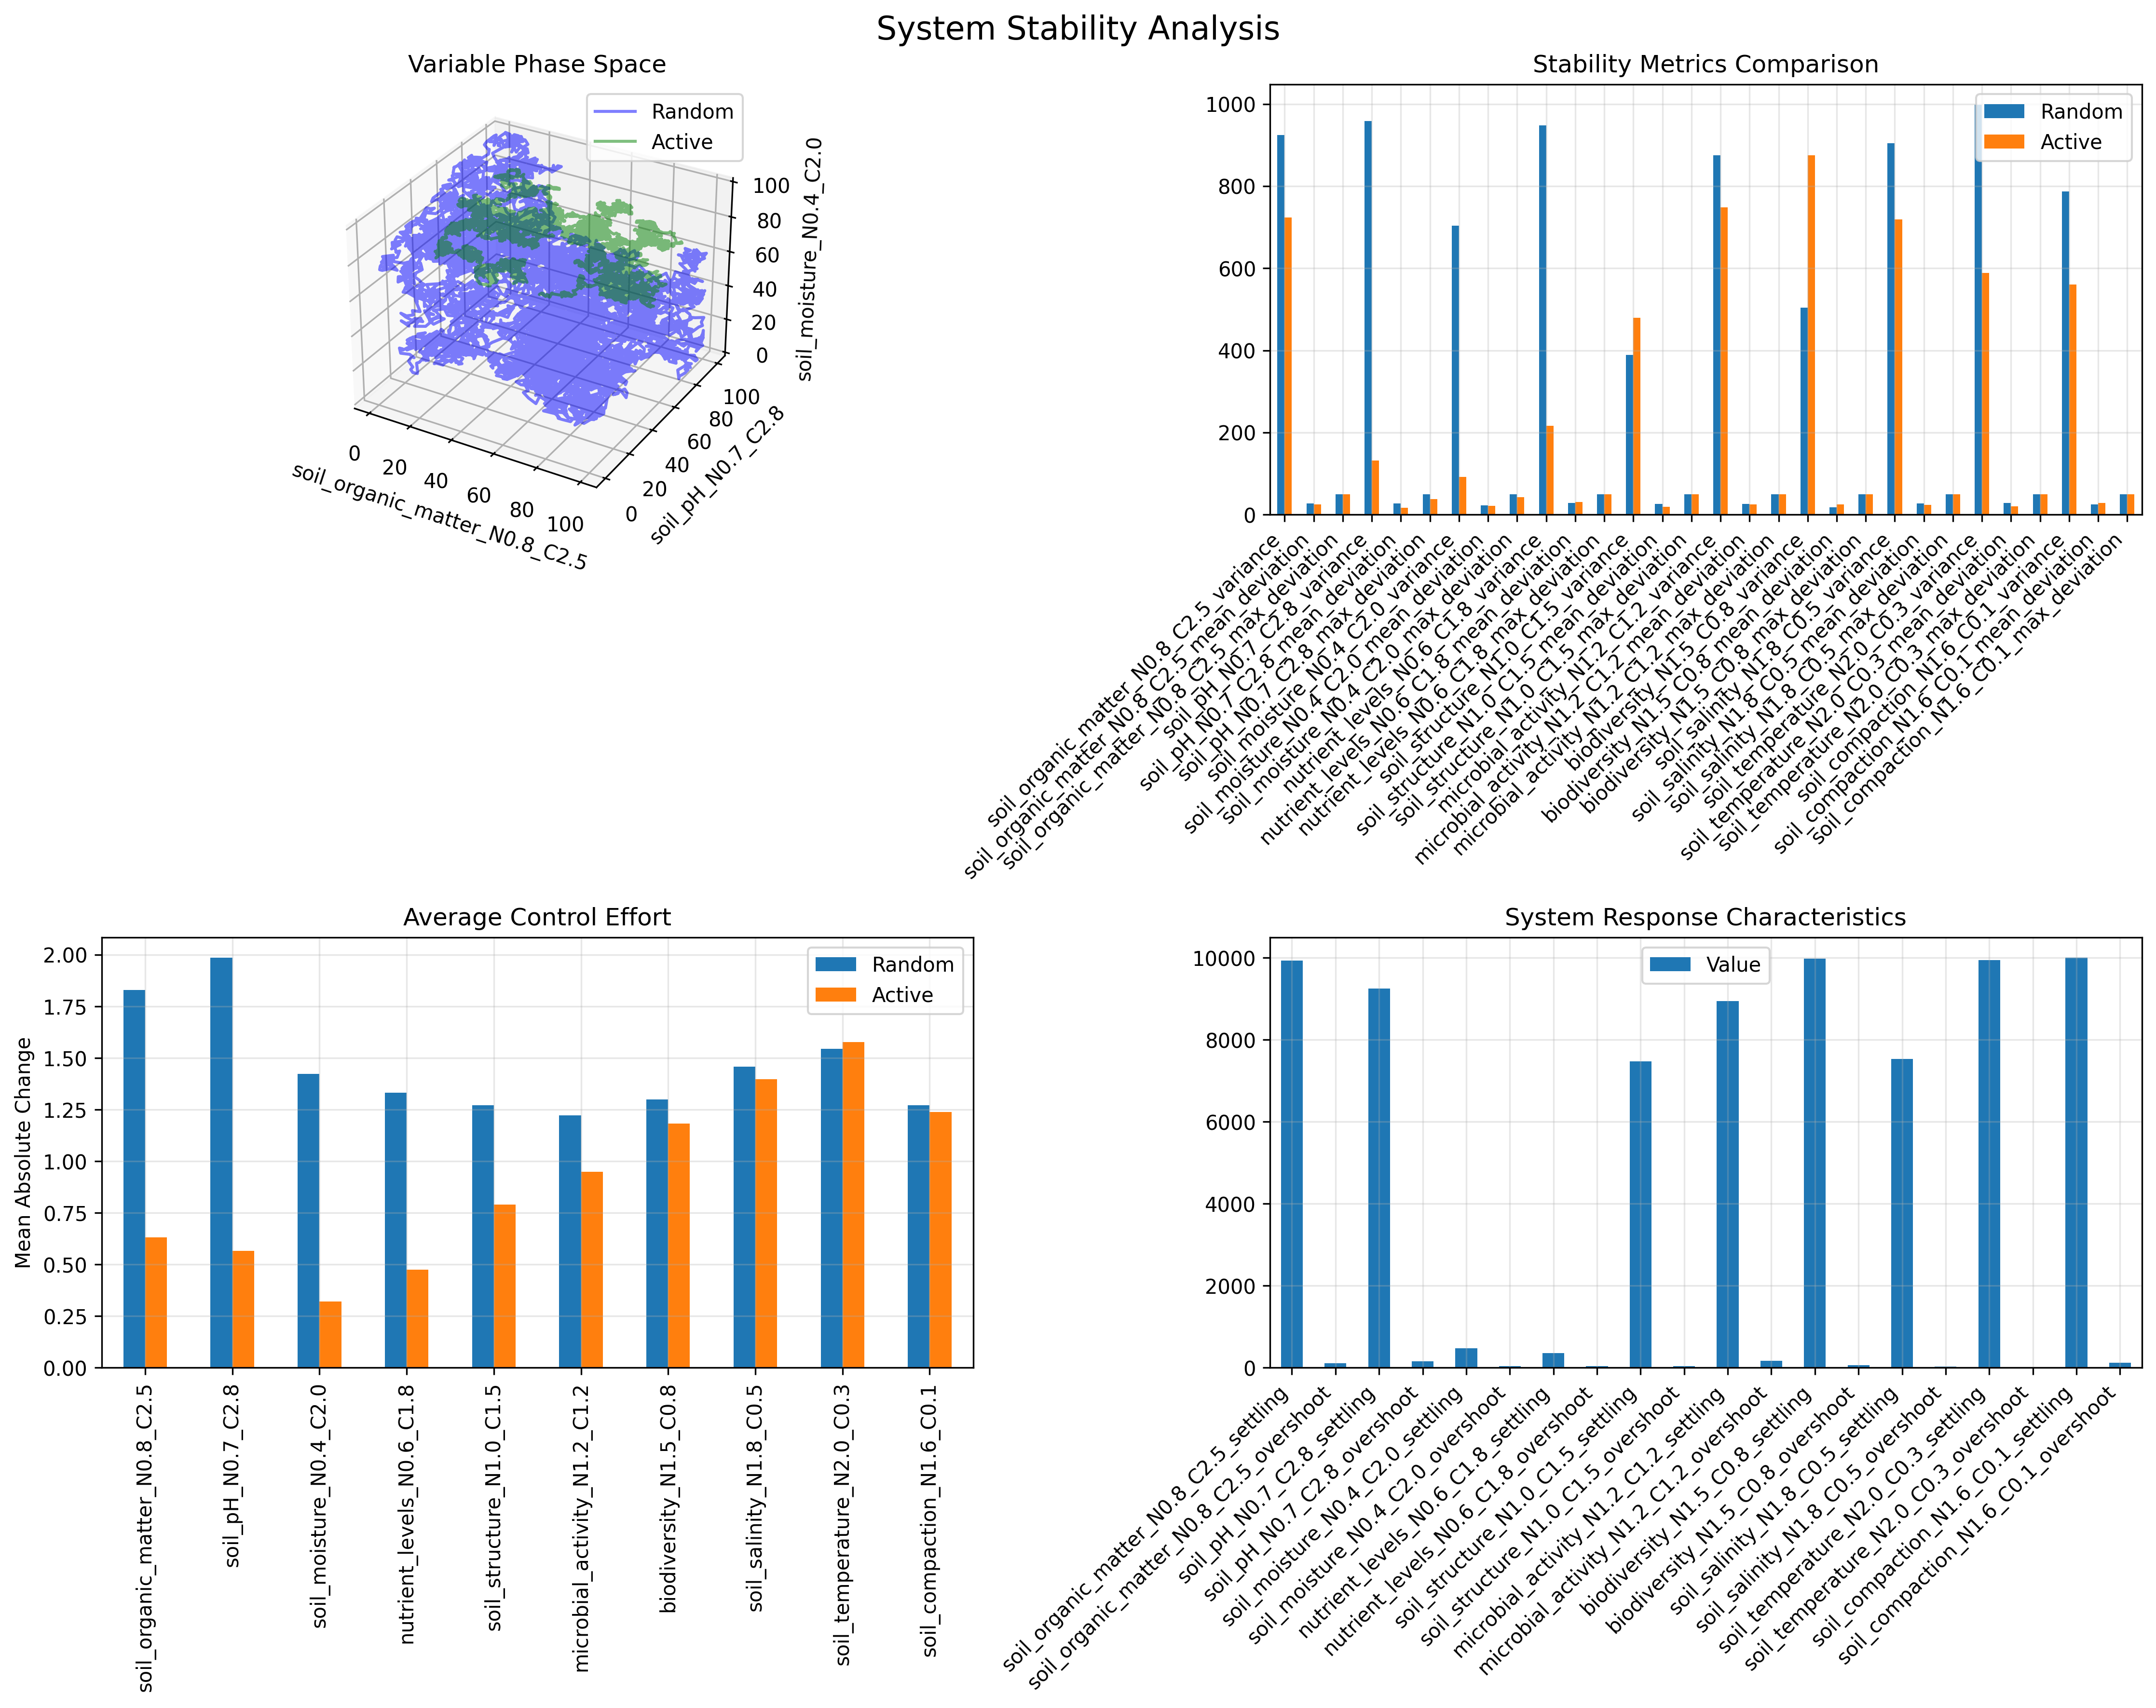 System Stability Analysis
Variable Phase Space
Random
Active
soil_moisture_N0.4_C2.0
100
80
60
40
20
0
100
80
60
40
20
0
soil_pH_N0.7_C2.8
0
20
40
60
80
100
soil_organic_matter_N0.8_C2.5
Stability Metrics Comparison
Random
Active
1000
800
600
400
200
0
soil_organic_matter_N0.8_C2.5_variance
soil_organic_matter_N0.8_C2.5_mean_deviation
soil_organic_matter_N0.8_C2.5_max_deviation
soil_pH_N0.7_C2.8_variance
soil_pH_N0.7_C2.8_mean_deviation
soil_pH_N0.7_C2.8_max_deviation
soil_moisture_N0.4_C2.0_variance
soil_moisture_N0.4_C2.0_mean_deviation
soil_moisture_N0.4_C2.0_max_deviation
nutrient_levels_N0.6_C1.8_variance
nutrient_levels_N0.6_C1.8_mean_deviation
nutrient_levels_N0.6_C1.8_max_deviation
soil_structure_N1.0_C1.5_variance
soil_structure_N1.0_C1.5_mean_deviation
soil_structure_N1.0_C1.5_max_deviation
microbial_activity_N1.2_C1.2_variance
microbial_activity_N1.2_C1.2_mean_deviation
microbial_activity_N1.2_C1.2_max_deviation
biodiversity_N1.5_C0.8_variance
biodiversity_N1.5_C0.8_mean_deviation
biodiversity_N1.5_C0.8_max_deviation
soil_salinity_N1.8_C0.5_variance
soil_salinity_N1.8_C0.5_mean_deviation
soil_salinity_N1.8_C0.5_max_deviation
soil_temperature_N2.0_C0.3_variance
soil_temperature_N2.0_C0.3_mean_deviation
soil_temperature_N2.0_C0.3_max_deviation
soil_compaction_N1.6_C0.1_variance
soil_compaction_N1.6_C0.1_mean_deviation
soil_compaction_N1.6_C0.1_max_deviation
Average Control Effort
Random
Active
Mean Absolute Change
2.00
1.75
1.50
1.25
1.00
0.75
0.50
0.25
0.00
soil_organic_matter_N0.8_C2.5
soil_pH_N0.7_C2.8
soil_moisture_N0.4_C2.0
nutrient_levels_N0.6_C1.8
soil_structure_N1.0_C1.5
microbial_activity_N1.2_C1.2
biodiversity_N1.5_C0.8
soil_salinity_N1.8_C0.5
soil_temperature_N2.0_C0.3
soil_compaction_N1.6_C0.1
System Response Characteristics
Value
10000
8000
6000
4000
2000
0
soil_organic_matter_N0.8_C2.5_settling
soil_organic_matter_N0.8_C2.5_overshoot
soil_pH_N0.7_C2.8_settling
soil_pH_N0.7_C2.8_overshoot
soil_moisture_N0.4_C2.0_settling
soil_moisture_N0.4_C2.0_overshoot
nutrient_levels_N0.6_C1.8_settling
nutrient_levels_N0.6_C1.8_overshoot
soil_structure_N1.0_C1.5_settling
soil_structure_N1.0_C1.5_overshoot
microbial_activity_N1.2_C1.2_settling
microbial_activity_N1.2_C1.2_overshoot
biodiversity_N1.5_C0.8_settling
biodiversity_N1.5_C0.8_overshoot
soil_salinity_N1.8_C0.5_settling
soil_salinity_N1.8_C0.5_overshoot
soil_temperature_N2.0_C0.3_settling
soil_temperature_N2.0_C0.3_overshoot
soil_compaction_N1.6_C0.1_settling
soil_compaction_N1.6_C0.1_overshoot